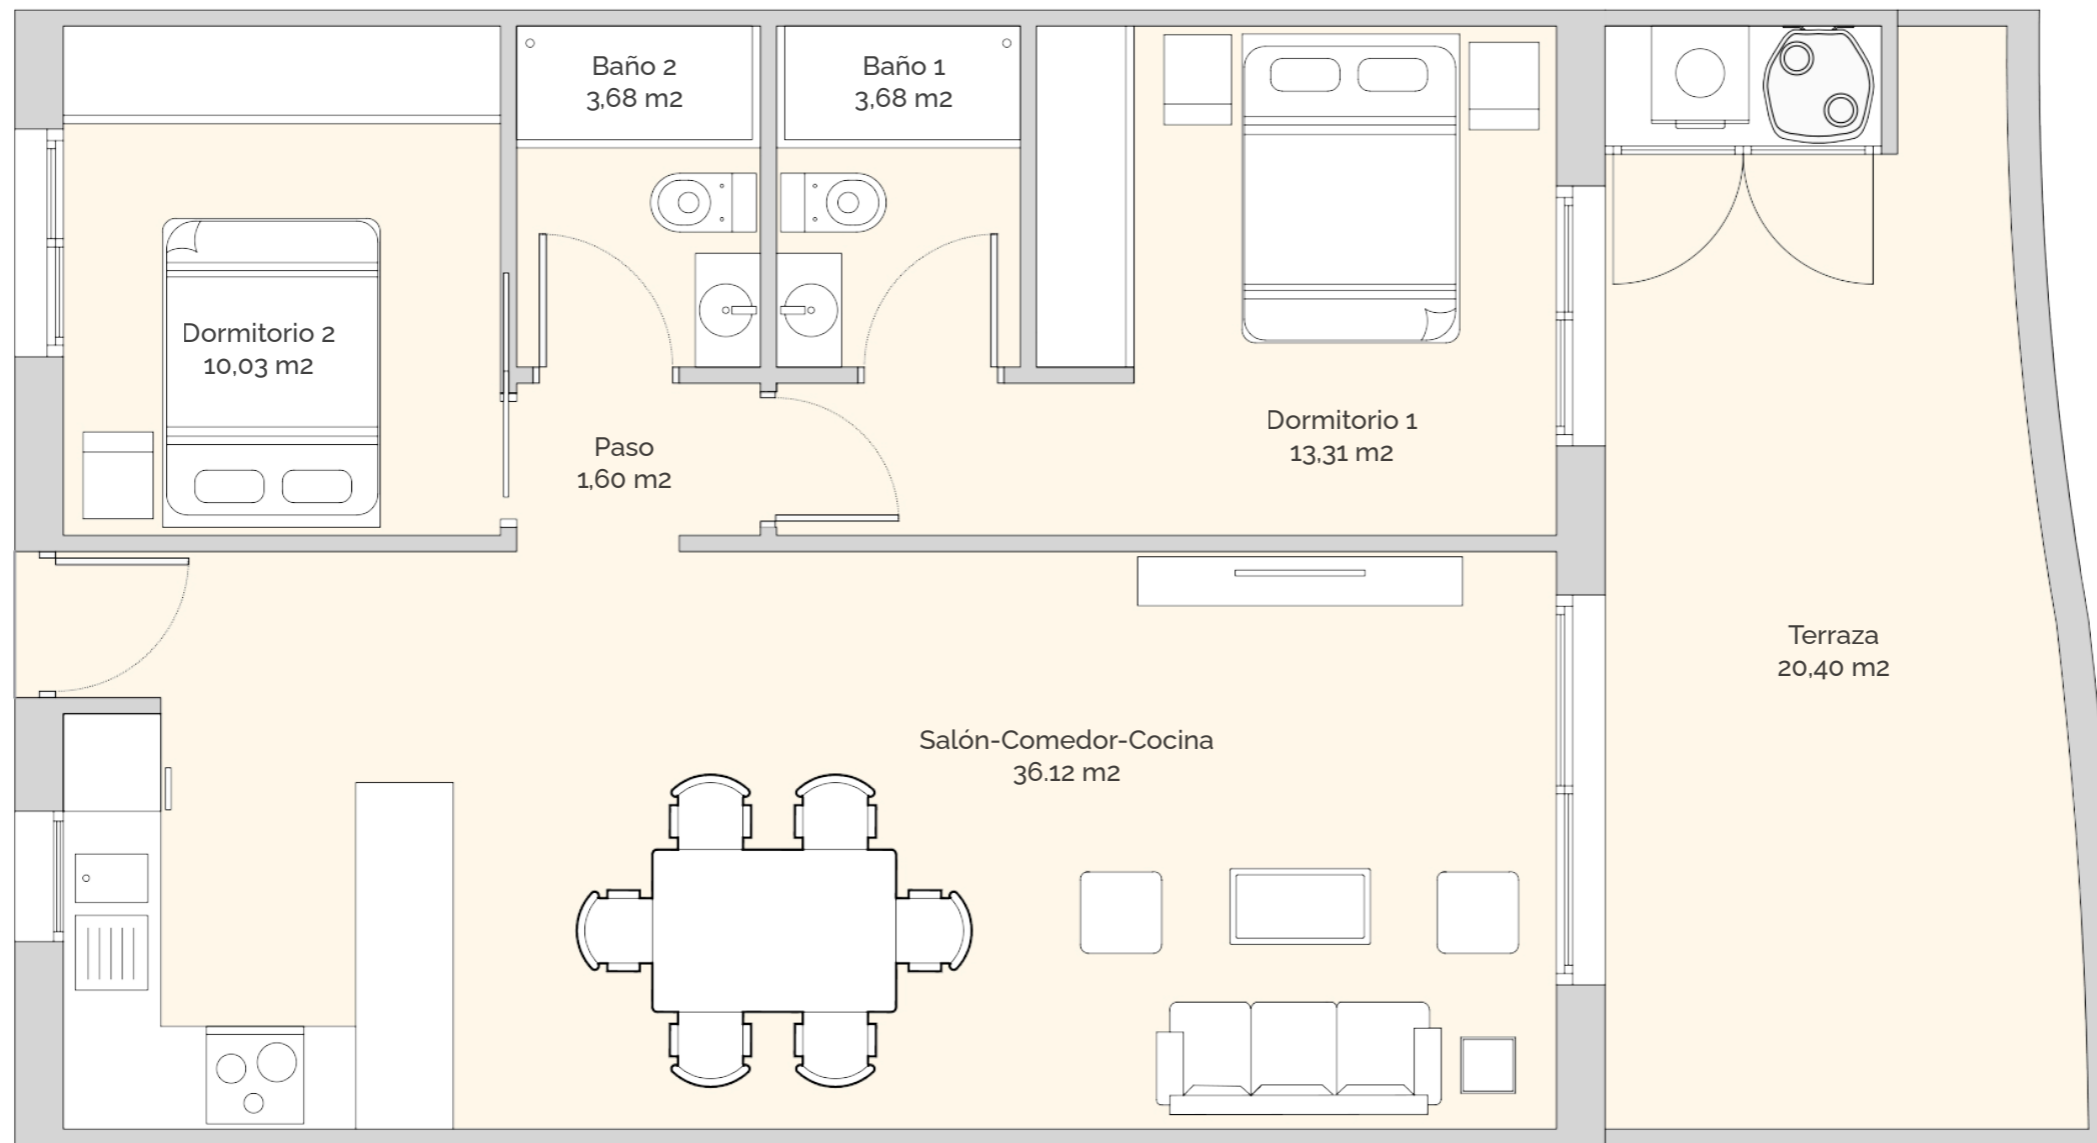 Baño 2
3,68 m2
Baño 1
3,68 m2
Dormitorio 2
10,03 m2
Dormitorio 1
13,31 m2
Paso
1,60 m2
Terraza
20,40 m2
Salón-Comedor-Cocina
36.12 m2